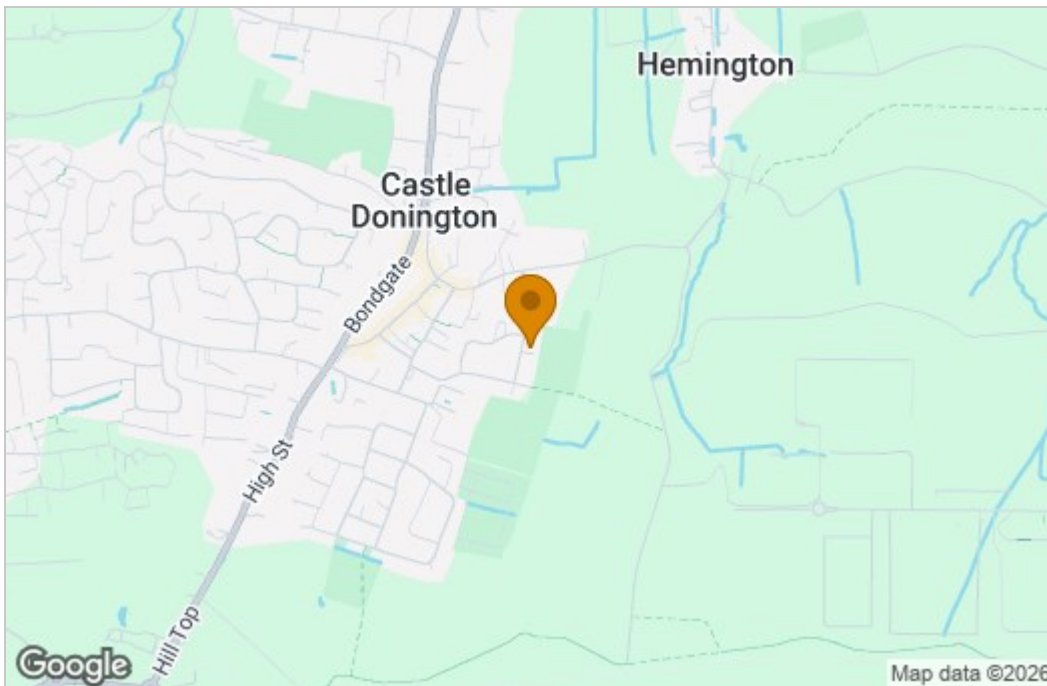 Hemington
Castle
Donington
Bondgate
High St
Hill Top
Google
Map data ©2026